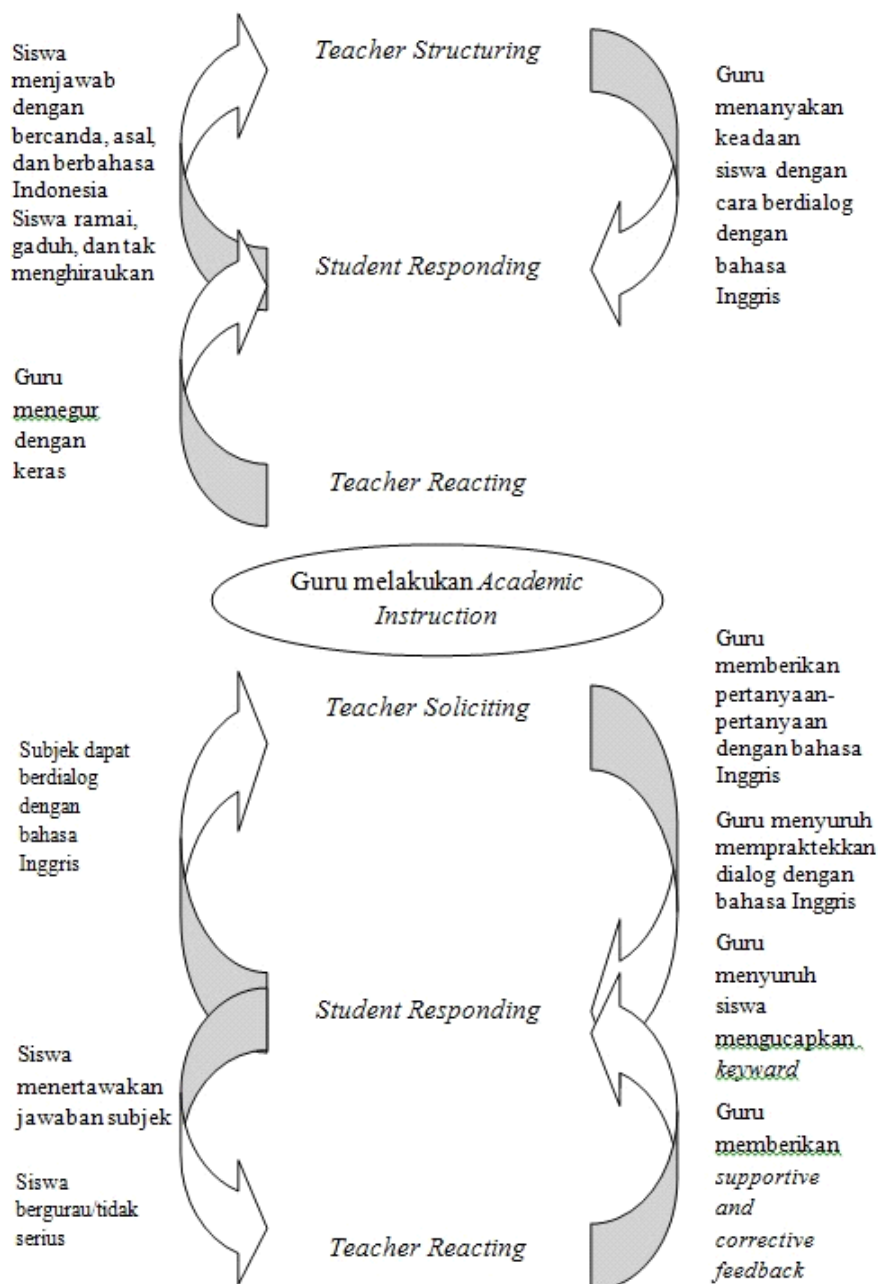 Siswa
menjawab
dengan
bercanda, asal,
dan berbahasa
Indonesia
Siswa ramai,
gaduh, dan tak
menghiraukan
Teacher Structuring
Guru
menanyakan
keadaan
siswa dengan
cara berdialog
dengan
bahasa
Inggris
Student Responding
Guru
menegur
dengan
keras
Teacher Reacting
Guru melakukan Academic
Instruction
Teacher Soliciting
Guru
memberikan
pertanyaan-
pertanyaan
dengan bahasa
Inggris
Subjek dapat
berdialog
dengan
bahasa
Inggris
Guru menyuruh
mempraktekkan
dialog dengan
bahasa Inggris
Student Responding
Guru
menyuruh
siswa
mengucapkan
keyward
Siswa
menertawakan
jawaban subjek
Guru
memberikan
supportive
and
corrective
feedback
Siswa
bergurau/tidak
serius
Teacher Reacting